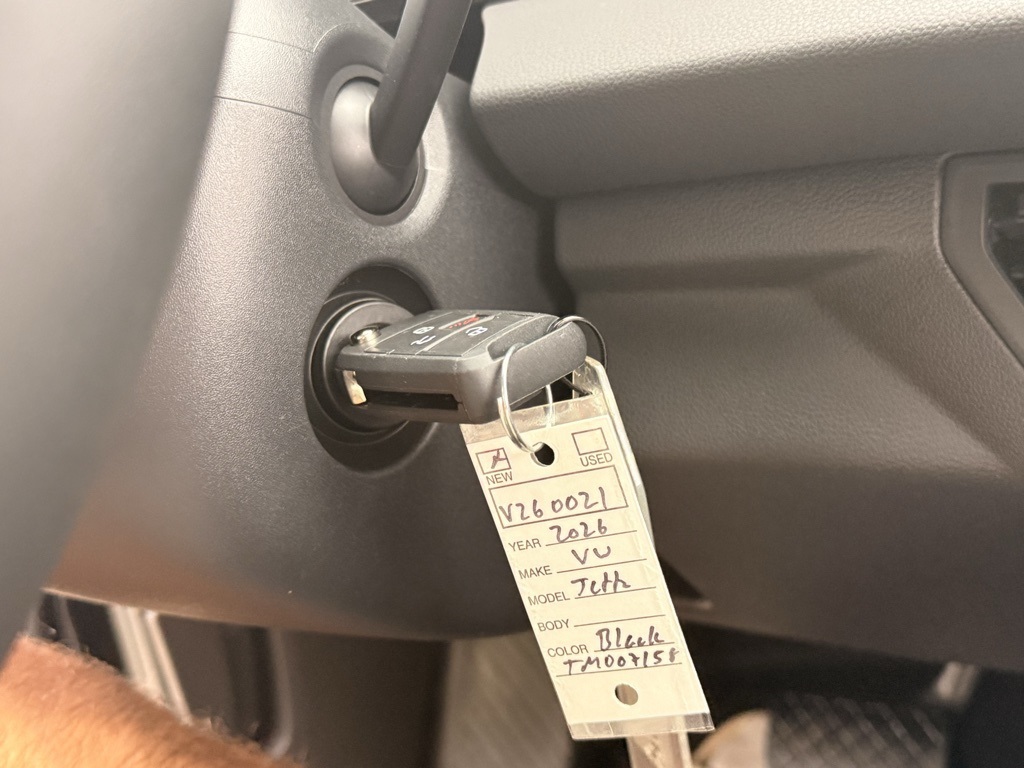 NEW USED
V260021
YEAR 2026
MAKE VW
MODEL Jetta
BODY
COLOR Black
TM007158